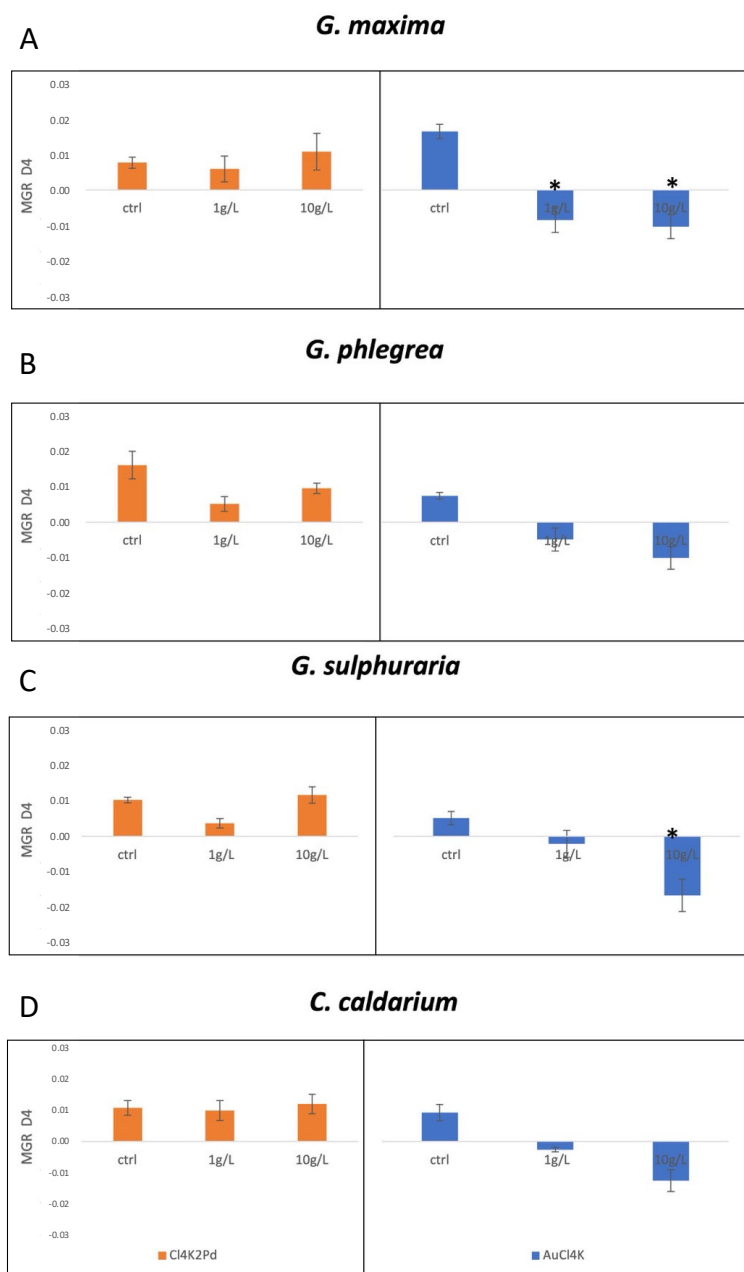 A
G. maxima
MGR D4
0.03
0.02
0.01
0.00
-0.01
-0.02
-0.03
ctrl 1g/L 10g/L
ctrl 1g/L 10g/L
* *
B
G. phlegrea
MGR D4
0.03
0.02
0.01
0.00
-0.01
-0.02
-0.03
ctrl 1g/L 10g/L
ctrl 1g/L 10g/L
C
G. sulphuraria
MGR D4
0.03
0.02
0.01
0.00
-0.01
-0.02
-0.03
ctrl 1g/L 10g/L
ctrl 1g/L 10g/L
*
D
C. caldarium
MGR D4
0.03
0.02
0.01
0.00
-0.01
-0.02
-0.03
ctrl 1g/L 10g/L
ctrl 1g/L 10g/L
Cl4K2Pd
AuCl4K